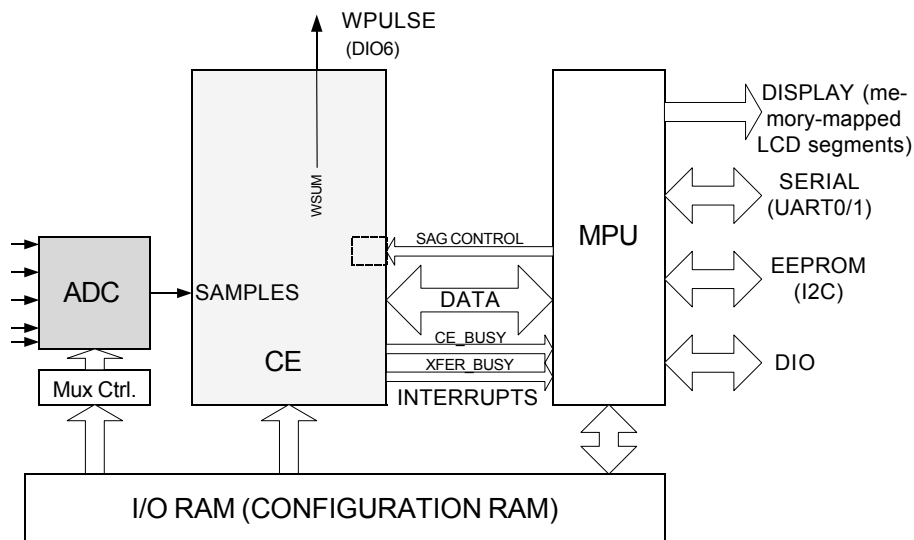 WPULSE
(DIO6)
DISPLAY (me-
mory-mapped
LCD segments)
WSUM
SERIAL
(UART0/1)
SAG CONTROL
MPU
ADC
SAMPLES
DATA
EEPROM
(I2C)
CE_BUSY
CE
XFER_BUSY
DIO
Mux Ctrl.
INTERRUPTS
I/O RAM (CONFIGURATION RAM)